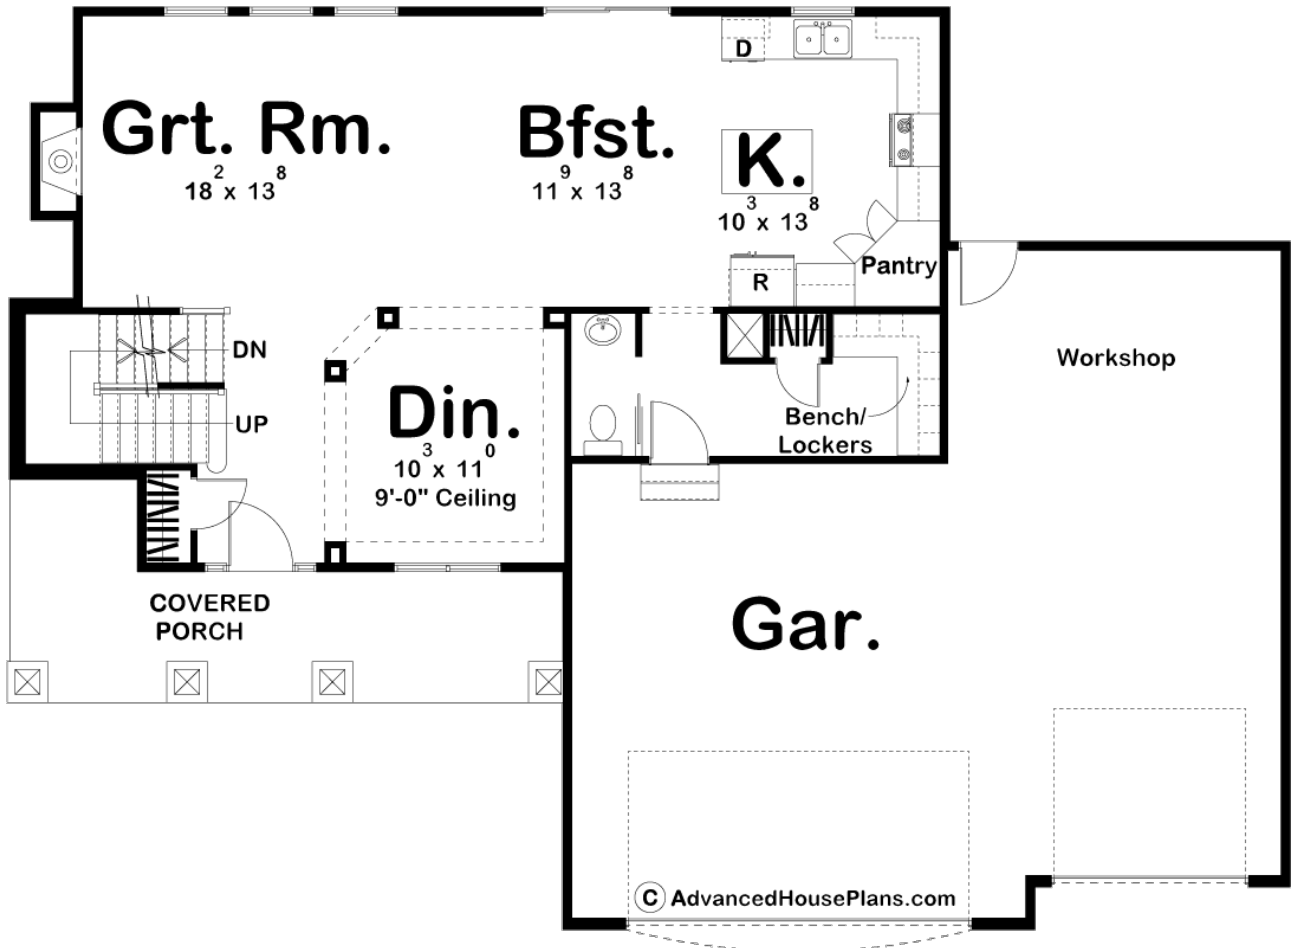 D
Grt. Rm.
18² x 13⁸
Bfst.
11⁹ x 13⁸
K.
10³ x 13⁸
Pantry
R
DN
UP
Din.
10³ x 11⁰
9'-0" Ceiling
Bench/
Lockers
Workshop
COVERED
PORCH
Gar.
© AdvancedHousePlans.com